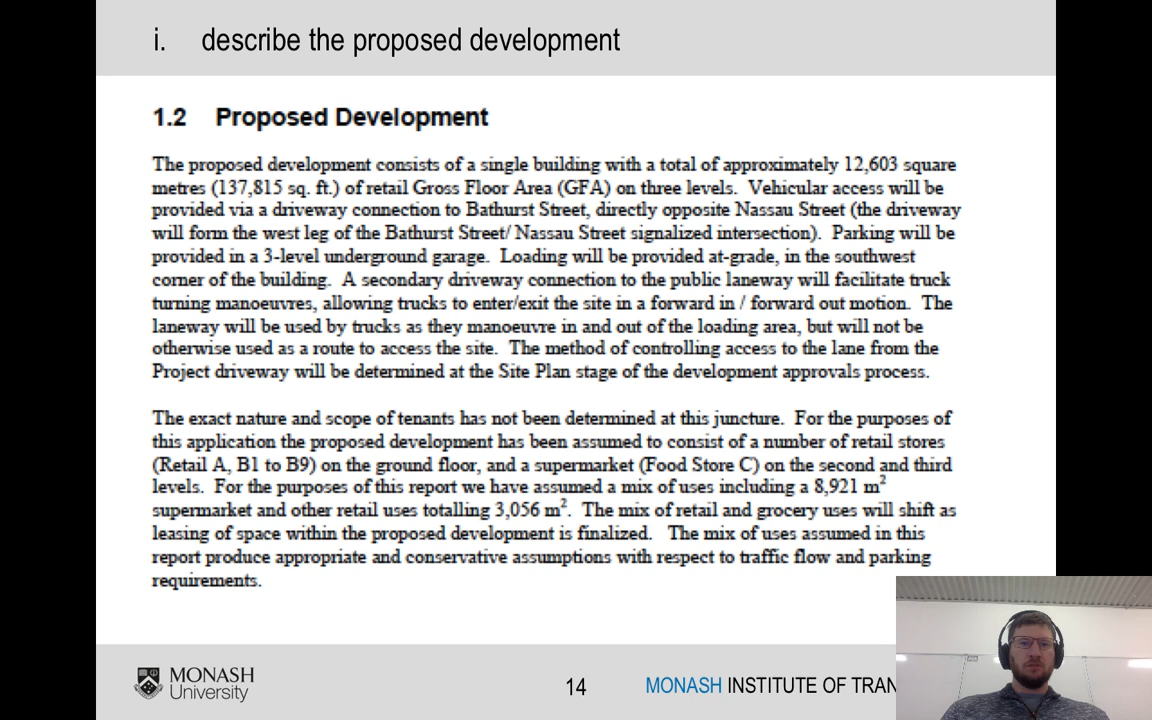 i. describe the proposed development
1.2 Proposed Development
The proposed development consists of a single building with a total of approximately 12,603 square
metres (137,815 sq. ft.) of retail Gross Floor Area (GFA) on three levels. Vehicular access will be
provided via a driveway connection to Bathurst Street, directly opposite Nassau Street (the driveway
will form the west leg of the Bathurst Street/ Nassau Street signalized intersection). Parking will be
provided in a 3-level underground garage. Loading will be provided at-grade, in the southwest
corner of the building. A secondary driveway connection to the public laneway will facilitate truck
turning manoeuvres, allowing trucks to enter/exit the site in a forward in / forward out motion. The
laneway will be used by trucks as they manoeuvre in and out of the loading area, but will not be
otherwise used as a route to access the site. The method of controlling access to the lane from the
Project driveway will be determined at the Site Plan stage of the development approvals process.
The exact nature and scope of tenants has not been determined at this juncture. For the purposes of
this application the proposed development has been assumed to consist of a number of retail stores
(Retail A, B1 to B9) on the ground floor, and a supermarket (Food Store C) on the second and third
levels. For the purposes of this report we have assumed a mix of uses including a 8,921 m²
supermarket and other retail uses totalling 3,056 m². The mix of retail and grocery uses will shift as
leasing of space within the proposed development is finalized. The mix of uses assumed in this
report produce appropriate and conservative assumptions with respect to traffic flow and parking
requirements.
MONASH
University
14
MONASH INSTITUTE OF TRAN